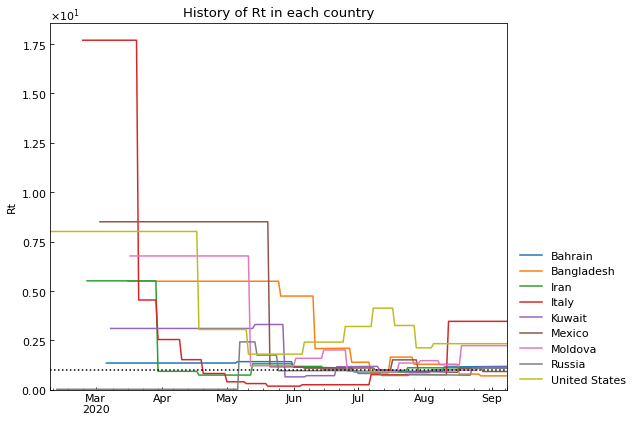 History of Rt in each country
×10¹
1.75
1.50
1.25
1.00
0.75
0.50
0.25
0.00
Rt
Mar Apr May Jun Jul Aug Sep
2020
Bahrain
Bangladesh
Iran
Italy
Kuwait
Mexico
Moldova
Russia
United States